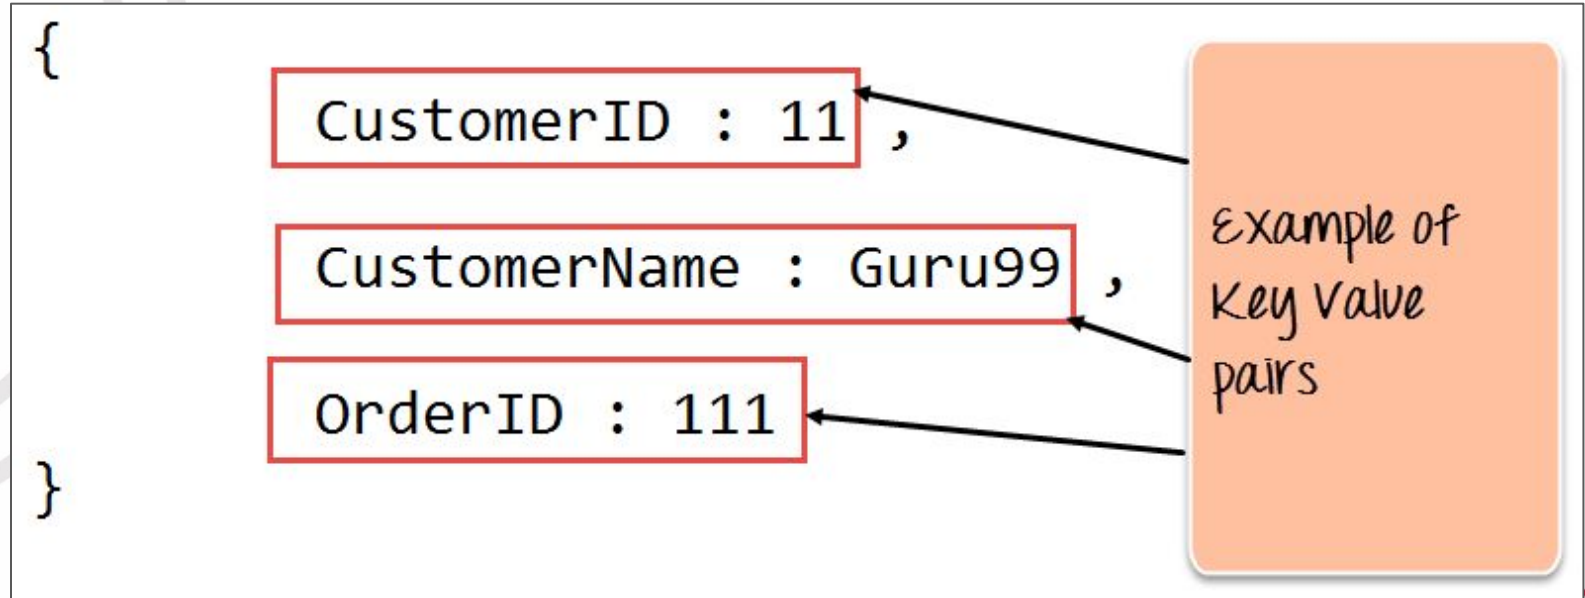 {
CustomerID : 11 ,
CustomerName : Guru99 ,
OrderID : 111
}
Example of
Key Value
pairs